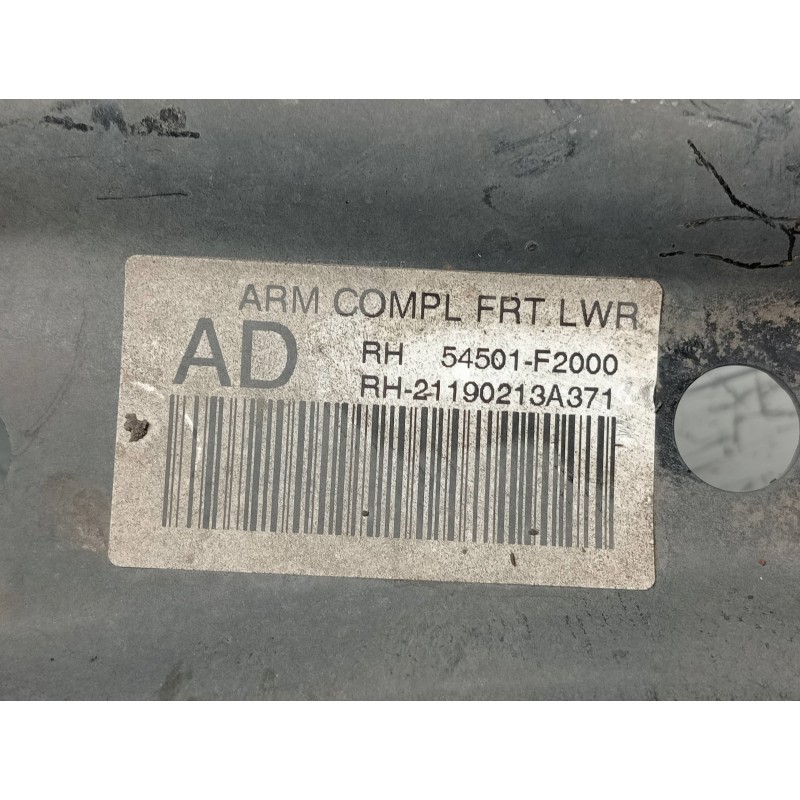 ARM COMPL FRT LWR
AD RH 54501-F2000
RH-21190213A371